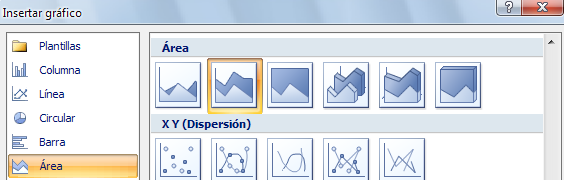 Insertar gráfico
Plantillas
Columna
Línea
Circular
Barra
Área
Área
X Y (Dispersión)